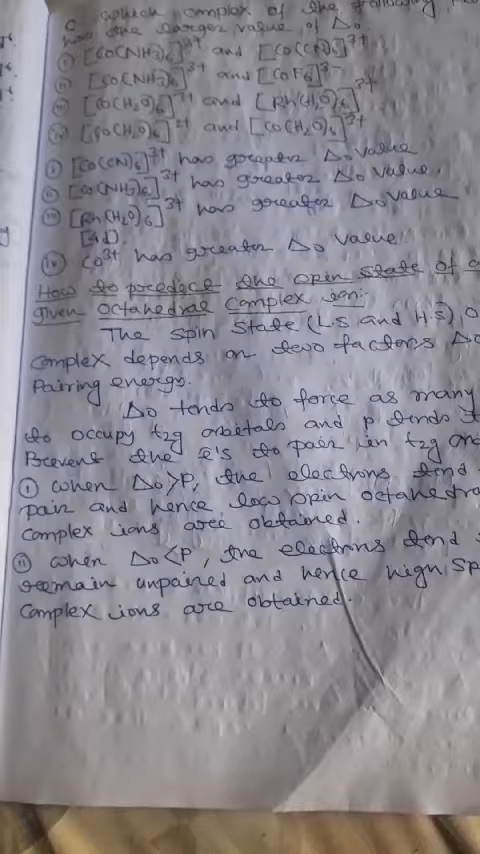 C. which complex of the following
has the larger value of Δo
i) [Co(NH3)6]3+ and [Co(CN)6]3+
ii) [Co(NH3)6]3+ and [CoF6]3-
iii) [Co(H2O)6]3+ and [Rh(H2O)6]3+
iv) [Co(H2O)6]2+ and [Co(H2O)6]3+
i) [Co(CN)6]3+ has greater Δo value
ii) [Co(NH3)6]3+ has greater Δo value,
iii) [Rh(H2O)6]3+ has greater Δo value
[4d]
iv) Co3+ has greater Δo value.
How to predict the spin state of a
given octahedral complex ion:
The spin state (L.S and H.S) o
complex depends on two factors Δo
Pairing energy.
Δo tends to force as many
to occupy t2g orbitals and p tends t
Prevent the e's to pair in t2g or
i) when Δo>P, the electrons tend
pair and hence low spin octahedra
complex ions are obtained.
ii) when Δo<P, the electrons tend
remain unpaired and hence high sp
complex ions are obtained.